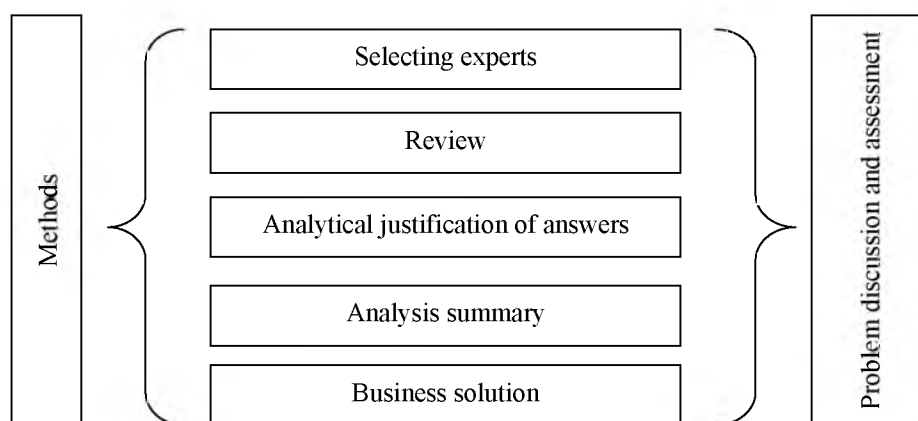 Methods
Selecting experts
Review
Analytical justification of answers
Analysis summary
Business solution
Problem discussion and assessment